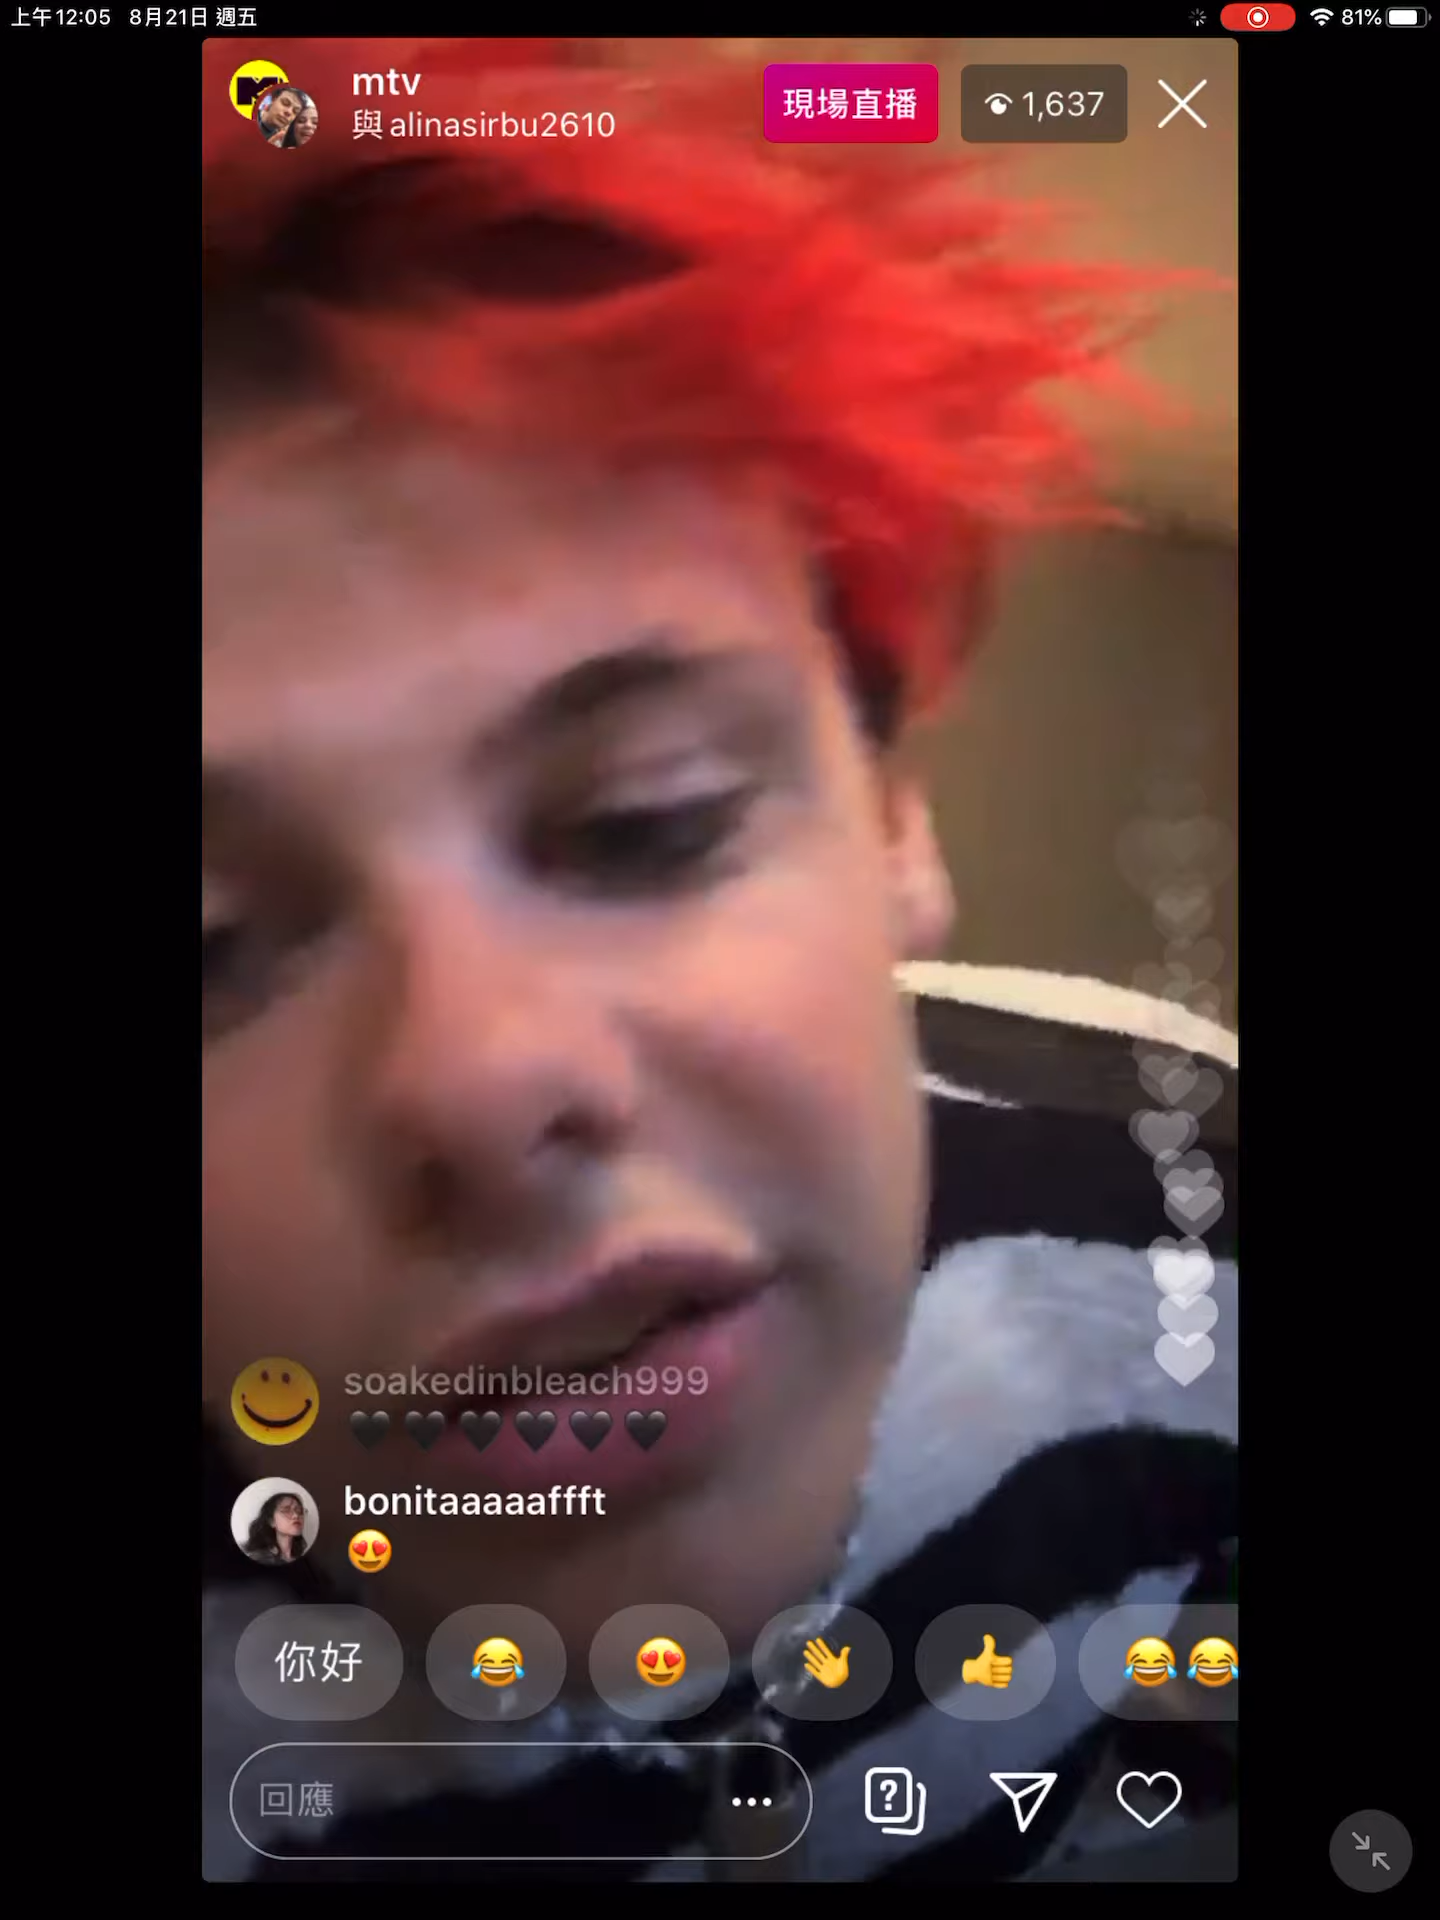 上午12:05 8月21日 週五
81%
mtv
與 alinasirbu2610
現場直播
1,637
soakedinbleach999
bonitaaaaaffft
你好
回應